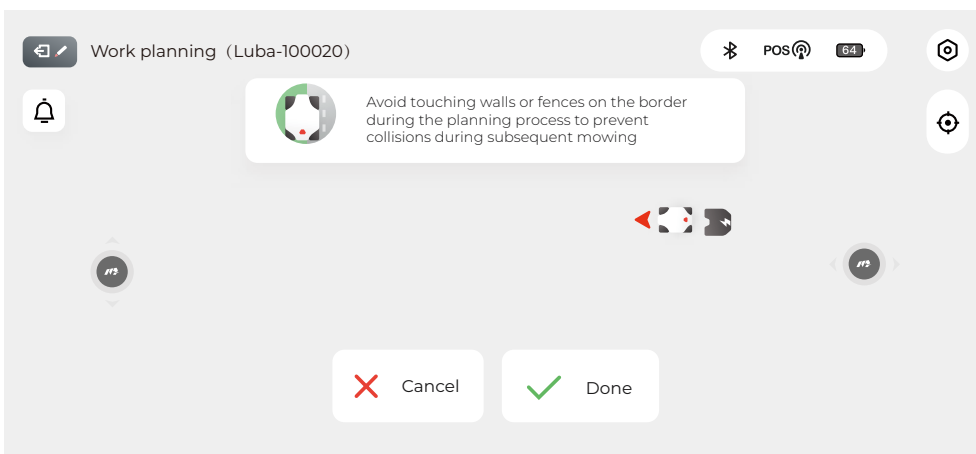 Work planning（Luba-100020）
POS
64
Avoid touching walls or fences on the border
during the planning process to prevent
collisions during subsequent mowing
Cancel
Done